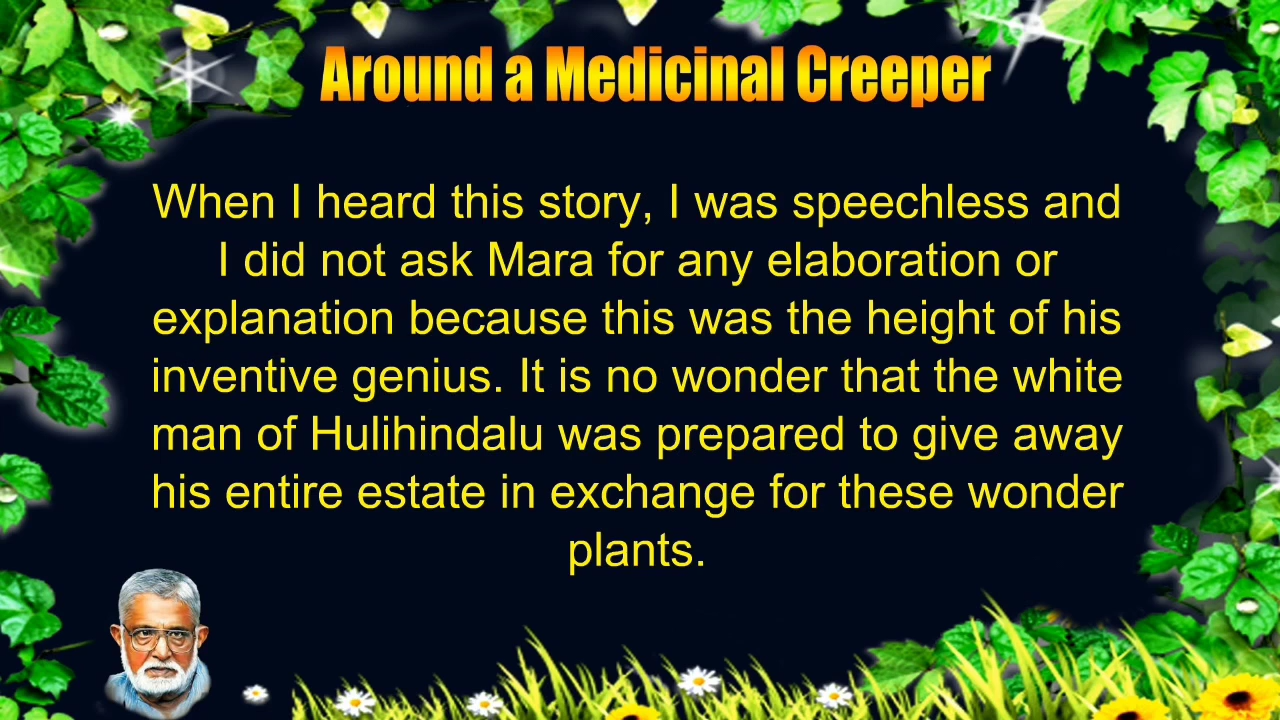 Around a Medicinal Creeper
When I heard this story, I was speechless and
I did not ask Mara for any elaboration or
explanation because this was the height of his
inventive genius. It is no wonder that the white
man of Hulihindalu was prepared to give away
his entire estate in exchange for these wonder
plants.